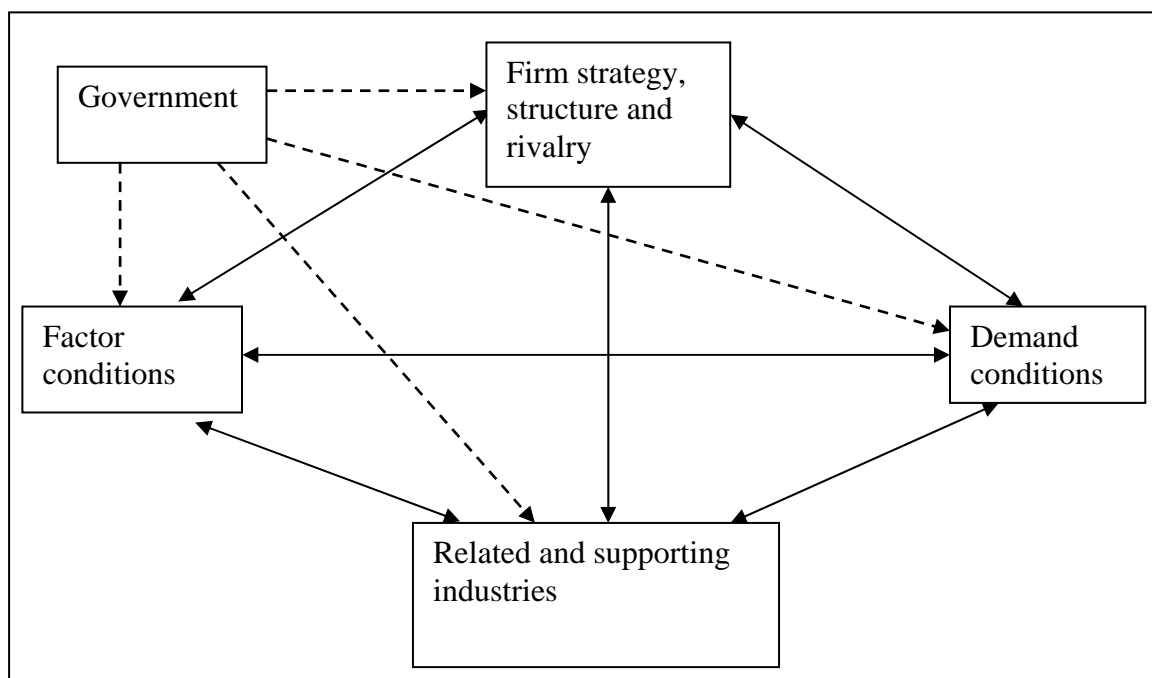 Government
Firm strategy,
structure and
rivalry
Factor
conditions
Demand
conditions
Related and supporting
industries